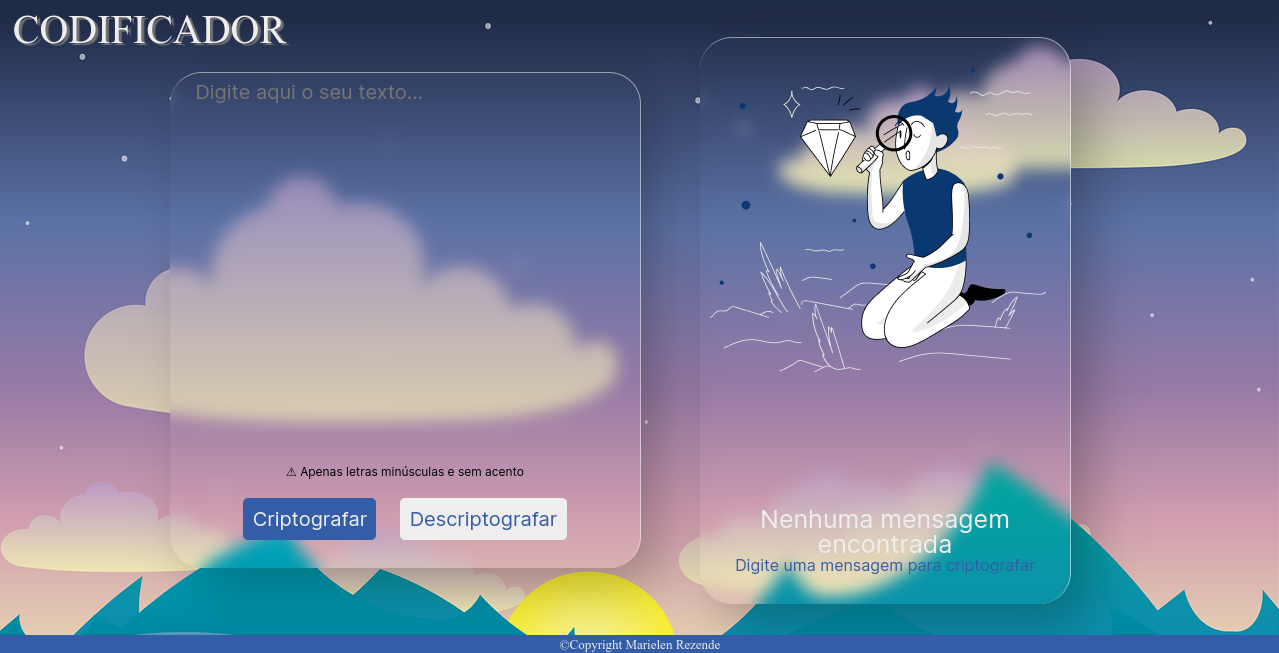 CODIFICADOR
Digite aqui o seu texto...
⚠ Apenas letras minúsculas e sem acento
Criptografar
Descriptografar
Nenhuma mensagem
encontrada
Digite uma mensagem para criptografar
©Copyright Marielen Rezende